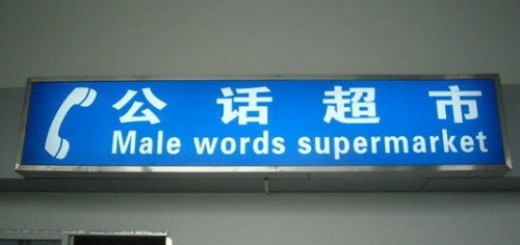 公话超市
Male words supermarket